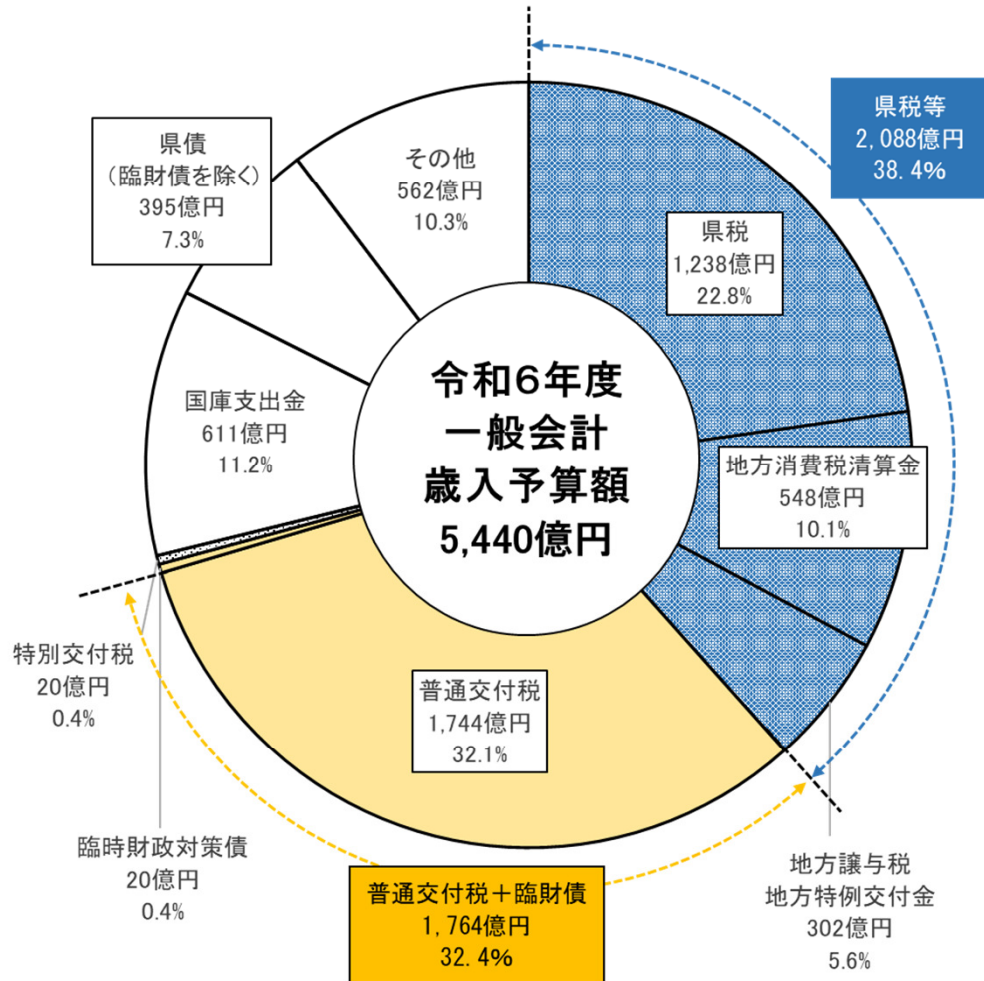 令和6年度
一般会計
歳入予算額
5,440億円
県税等
2,088億円
38.4%
県税
1,238億円
22.8%
地方消費税清算金
548億円
10.1%
地方譲与税
地方特例交付金
302億円
5.6%
普通交付税
1,744億円
32.1%
普通交付税+臨財債
1,764億円
32.4%
臨時財政対策債
20億円
0.4%
特別交付税
20億円
0.4%
国庫支出金
611億円
11.2%
県債
(臨財債を除く)
395億円
7.3%
その他
562億円
10.3%